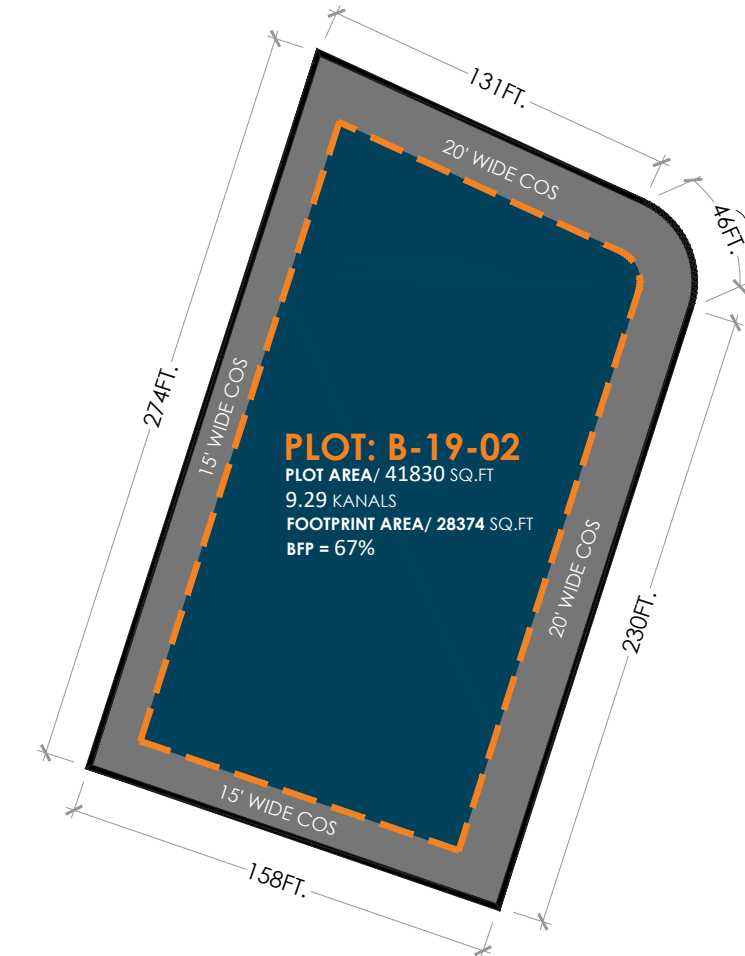 131FT.
20' WIDE COS
46FT.
274FT.
15' WIDE COS
PLOT: B-19-02
PLOT AREA/ 41830 SQ.FT
9.29 KANALS
FOOTPRINT AREA/ 28374 SQ.FT
BFP = 67%
20' WIDE COS
230FT.
15' WIDE COS
158FT.